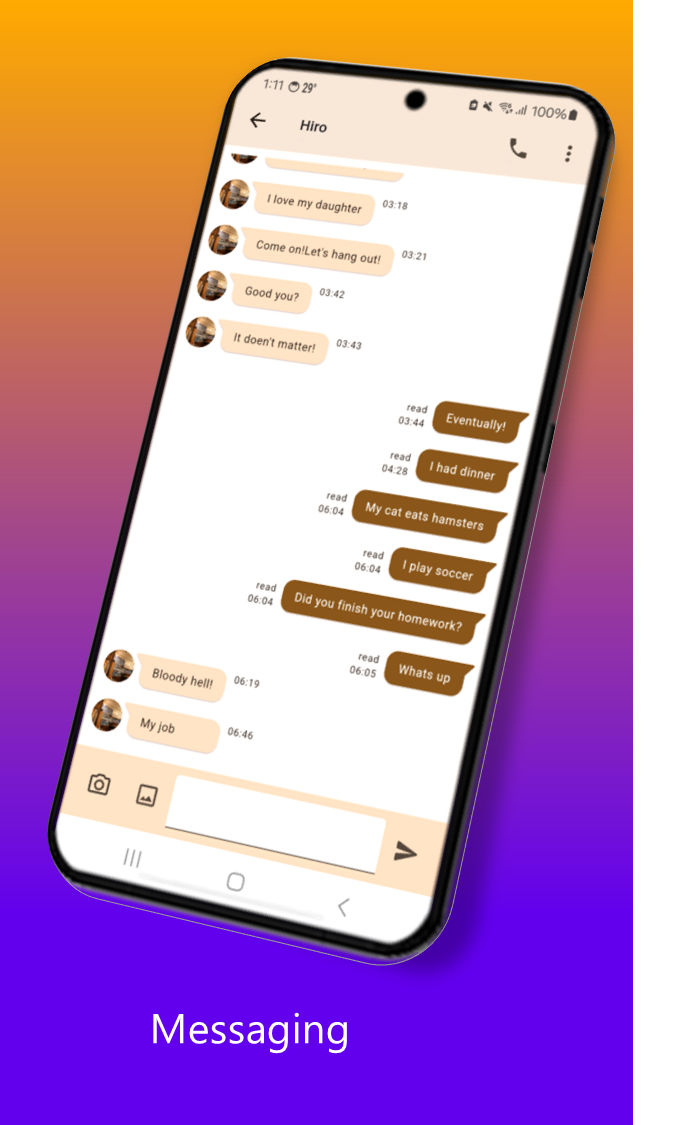 1:11 29° 100%
Hiro
I love my daughter 03:18
Come on!Let's hang out! 03:21
Good you? 03:42
It doen't matter! 03:43
read
03:44 Eventually!
read
04:28 I had dinner
read
06:04 My cat eats hamsters
read
06:04 I play soccer
read
06:04 Did you finish your homework?
read
06:05 Whats up
Bloody hell! 06:19
My job 06:46
Messaging